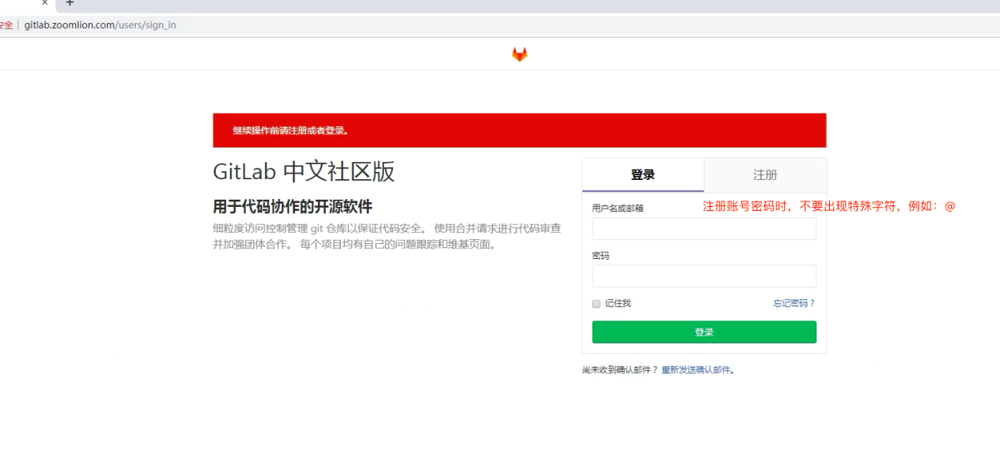 安全 | gitlab.zoomlion.com/users/sign_in
继续操作前请注册或者登录。
GitLab 中文社区版
用于代码协作的开源软件
细粒度访问控制管理 git 仓库以保证代码安全。 使用合并请求进行代码审查
并加强团体合作。 每个项目均有自己的问题跟踪和维基页面。
登录
注册
用户名或邮箱
注册账号密码时，不要出现特殊字符，例如：@
密码
记住我
忘记密码？
登录
尚未收到确认邮件？ 重新发送确认邮件。